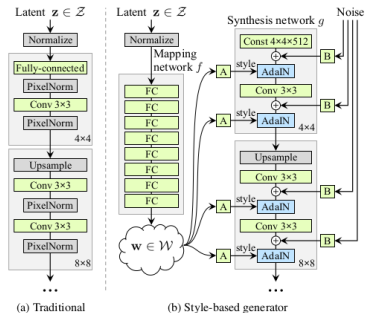 Latent z ∈ Z
Normalize
Fully-connected
PixelNorm
Conv 3×3
PixelNorm
4×4
Upsample
Conv 3×3
PixelNorm
Conv 3×3
PixelNorm
8×8
...
(a) Traditional
Latent z ∈ Z
Normalize
Mapping
network f
FC
FC
FC
FC
FC
FC
FC
FC
w ∈ W
Synthesis network g
Noise
Const 4×4×512
B
A
style
AdaIN
Conv 3×3
B
A
style
AdaIN
4×4
Upsample
Conv 3×3
B
A
style
AdaIN
Conv 3×3
B
A
style
AdaIN
8×8
...
(b) Style-based generator